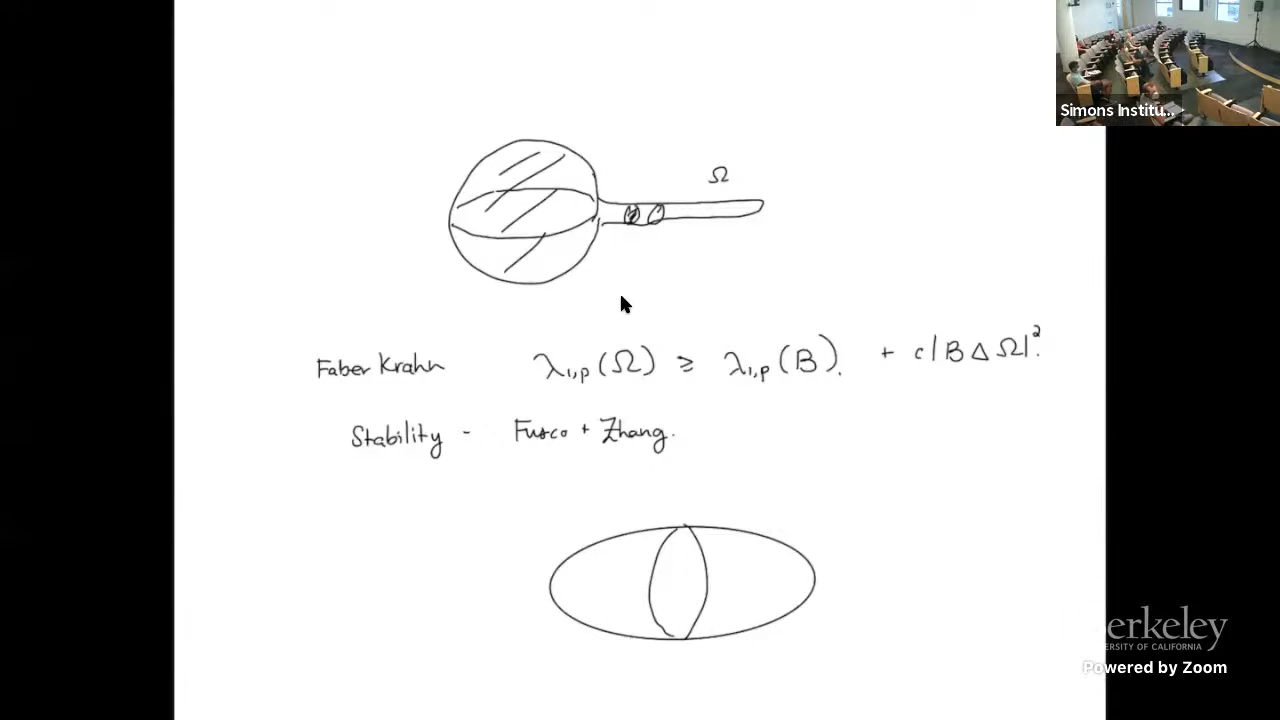 Simons Institu...
Ω
Faber Krahn λ₁,ₚ(Ω) ≥ λ₁,ₚ(B). + c|B Δ Ω|².
Stability - Fusco + Zhang.
Berkeley
UNIVERSITY OF CALIFORNIA
Powered by Zoom